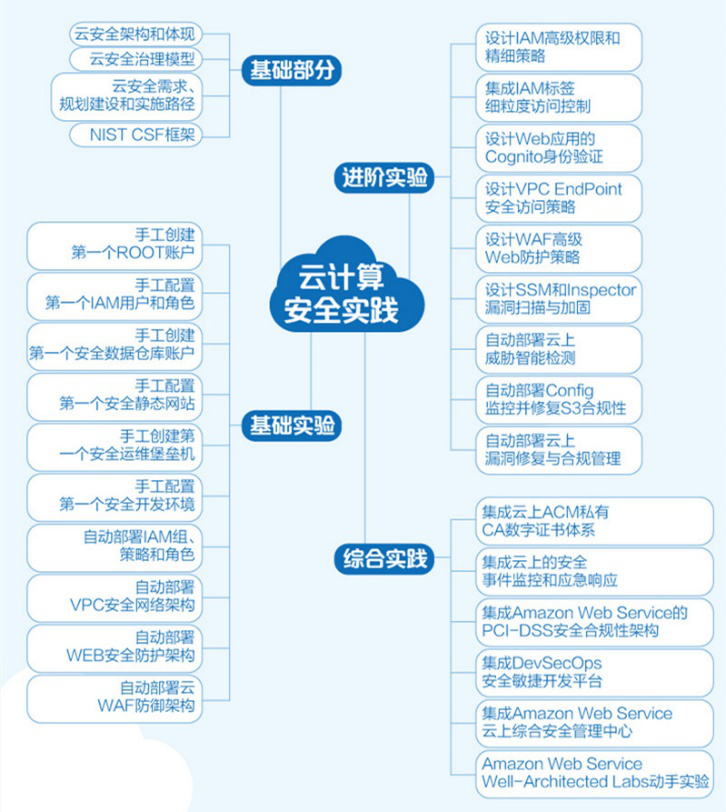 云计算
安全实践
基础部分
云安全架构和体现
云安全治理模型
云安全需求、
规划建设和实施路径
NIST CSF框架
基础实验
手工创建
第一个ROOT账户
手工配置
第一个IAM用户和角色
手工创建
第一个安全数据仓库账户
手工配置
第一个安全静态网站
手工创建第
一个安全运维堡垒机
手工配置
第一个安全开发环境
自动部署IAM组、
策略和角色
自动部署
VPC安全网络架构
自动部署
WEB安全防护架构
自动部署云
WAF防御架构
进阶实验
设计IAM高级权限和
精细策略
集成IAM标签
细粒度访问控制
设计Web应用的
Cognito身份验证
设计VPC EndPoint
安全访问策略
设计WAF高级
Web防护策略
设计SSM和Inspector
漏洞扫描与加固
自动部署云上
威胁智能检测
自动部署Config
监控并修复S3合规性
自动部署云上
漏洞修复与合规管理
综合实践
集成云上ACM私有
CA数字证书体系
集成云上的安全
事件监控和应急响应
集成Amazon Web Service的
PCI-DSS安全合规性架构
集成DevSecOps
安全敏捷开发平台
集成Amazon Web Service
云上综合安全管理中心
Amazon Web Service
Well-Architected Labs动手实验